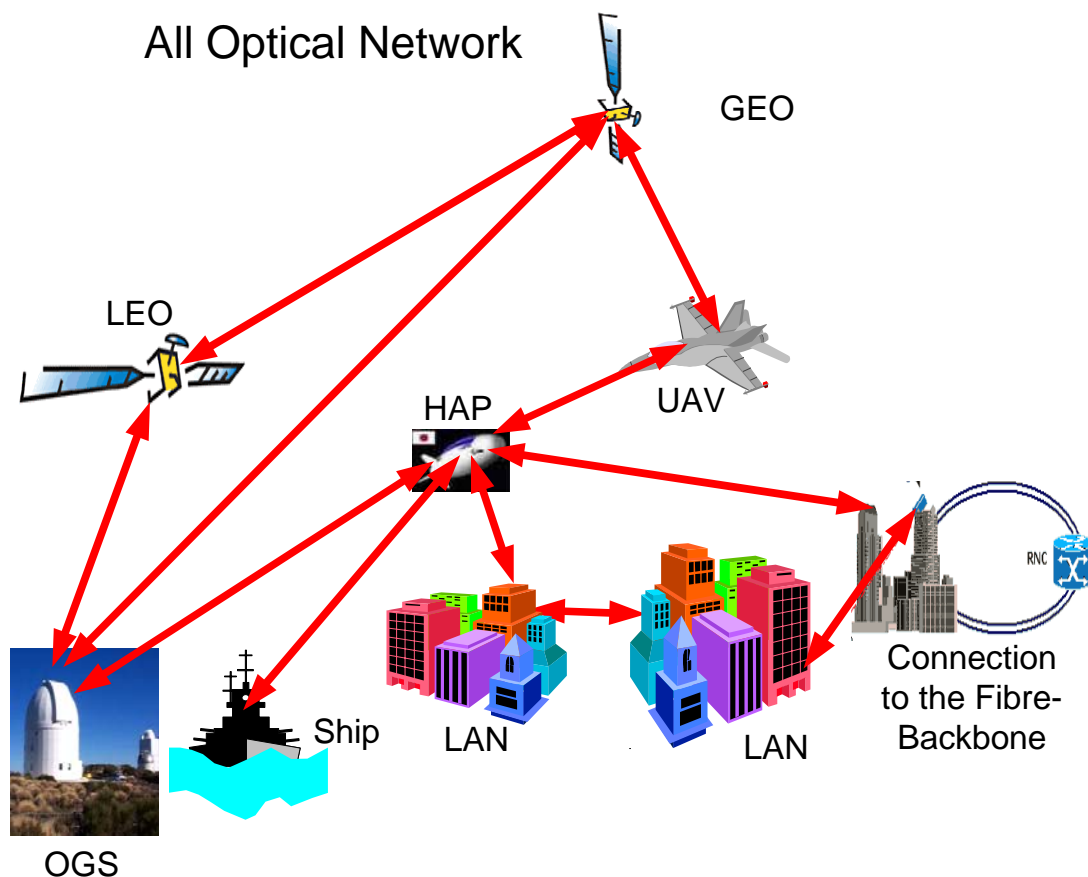 All Optical Network
GEO
LEO
UAV
HAP
RNC
Connection
to the Fibre-
Backbone
Ship
LAN
LAN
OGS